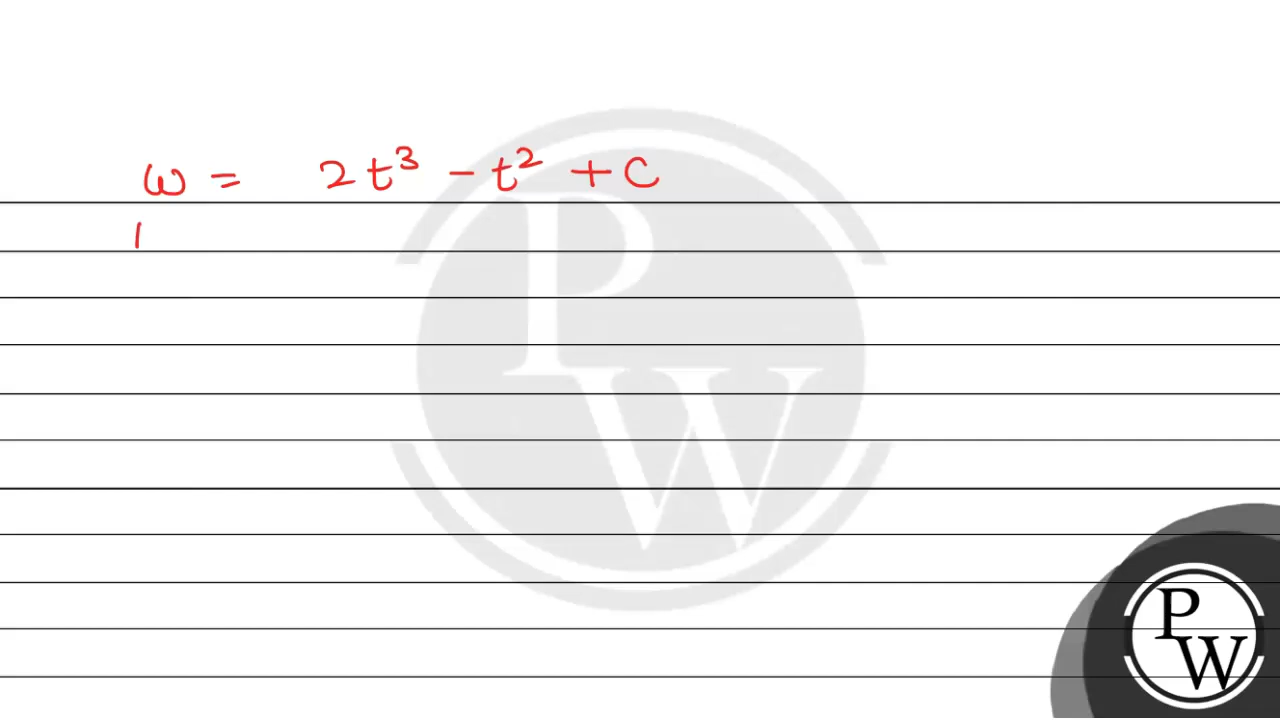 ω = 2t³ - t² + C
P
W
P
W